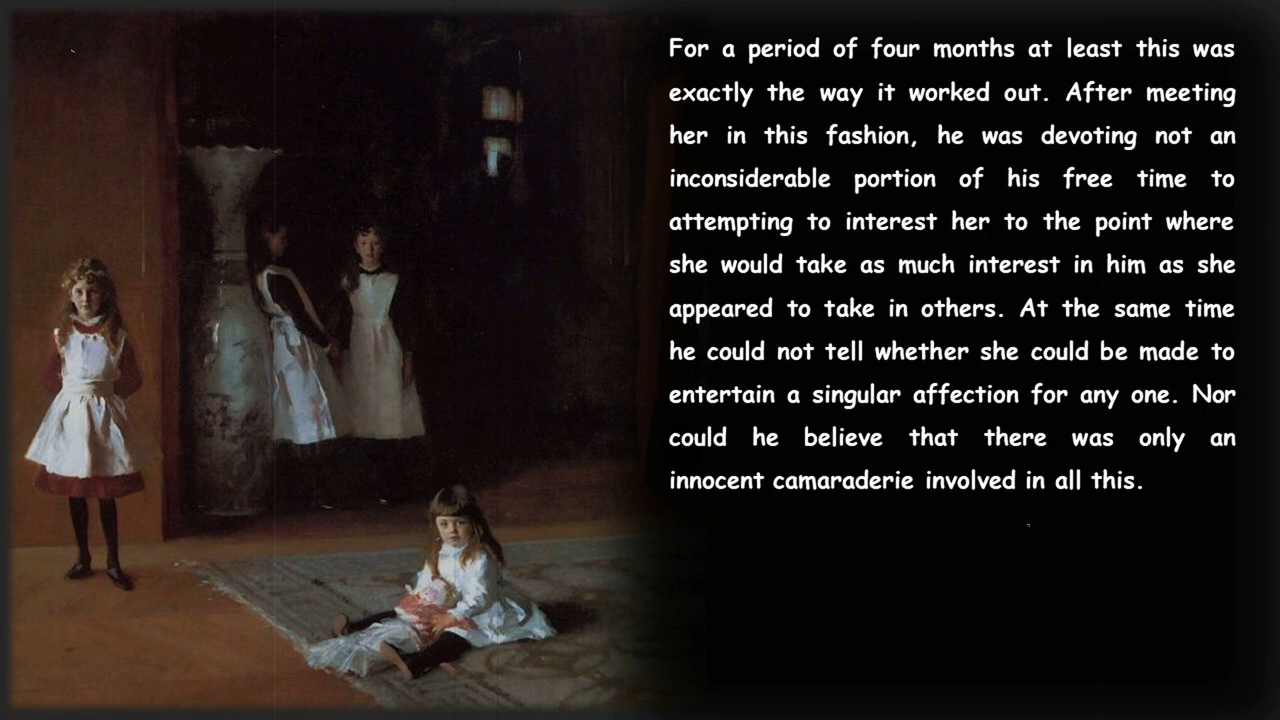 For a period of four months at least this was
exactly the way it worked out. After meeting
her in this fashion, he was devoting not an
inconsiderable portion of his free time to
attempting to interest her to the point where
she would take as much interest in him as she
appeared to take in others. At the same time
he could not tell whether she could be made to
entertain a singular affection for any one. Nor
could he believe that there was only an
innocent camaraderie involved in all this.